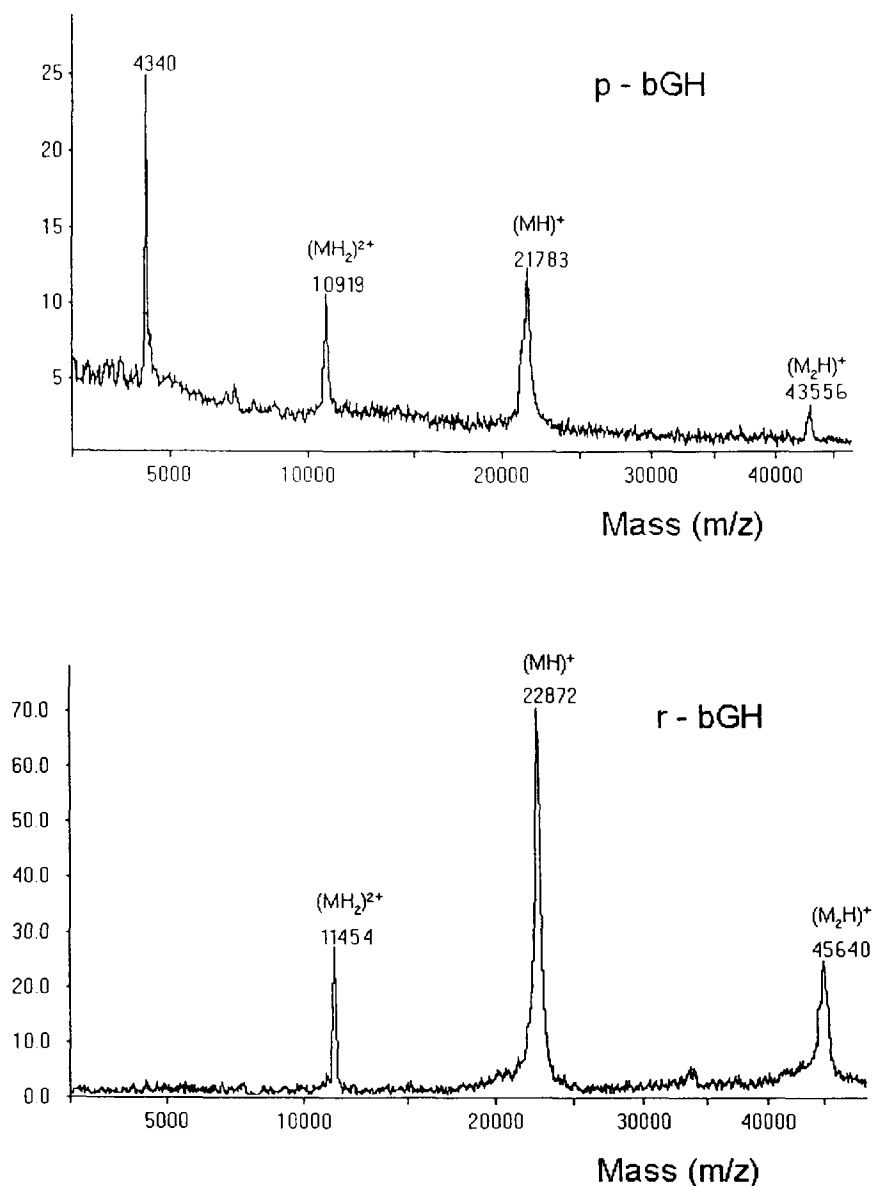 4340
p - bGH
25
20
(MH)⁺
21783
(MH₂)²⁺
10919
15
10
(M₂H)⁺
43556
5
5000 10000 20000 30000 40000
Mass (m/z)
(MH)⁺
22872
r - bGH
70.0
60.0
50.0
40.0
(MH₂)²⁺
11454
(M₂H)⁺
45640
30.0
20.0
10.0
0.0
5000 10000 20000 30000 40000
Mass (m/z)